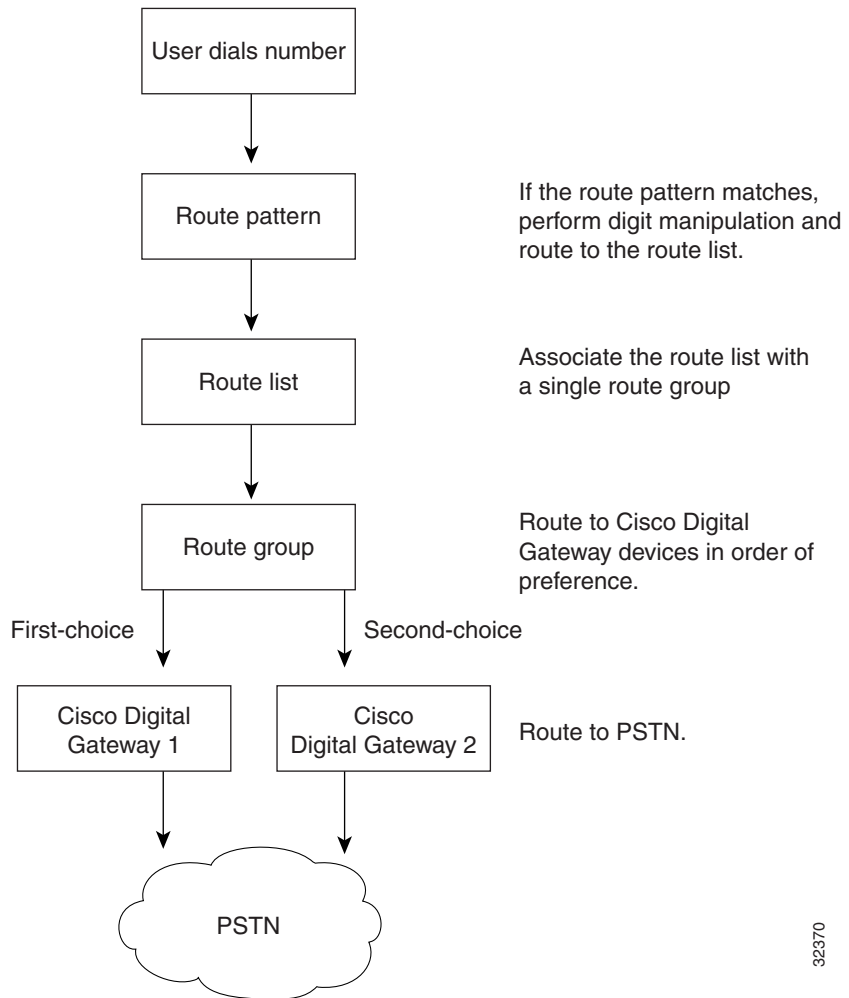 User dials number
Route pattern
If the route pattern matches,
perform digit manipulation and
route to the route list.
Route list
Associate the route list with
a single route group
Route group
Route to Cisco Digital
Gateway devices in order of
preference.
First-choice
Second-choice
Cisco Digital
Gateway 1
Cisco
Digital Gateway 2
Route to PSTN.
PSTN
32370